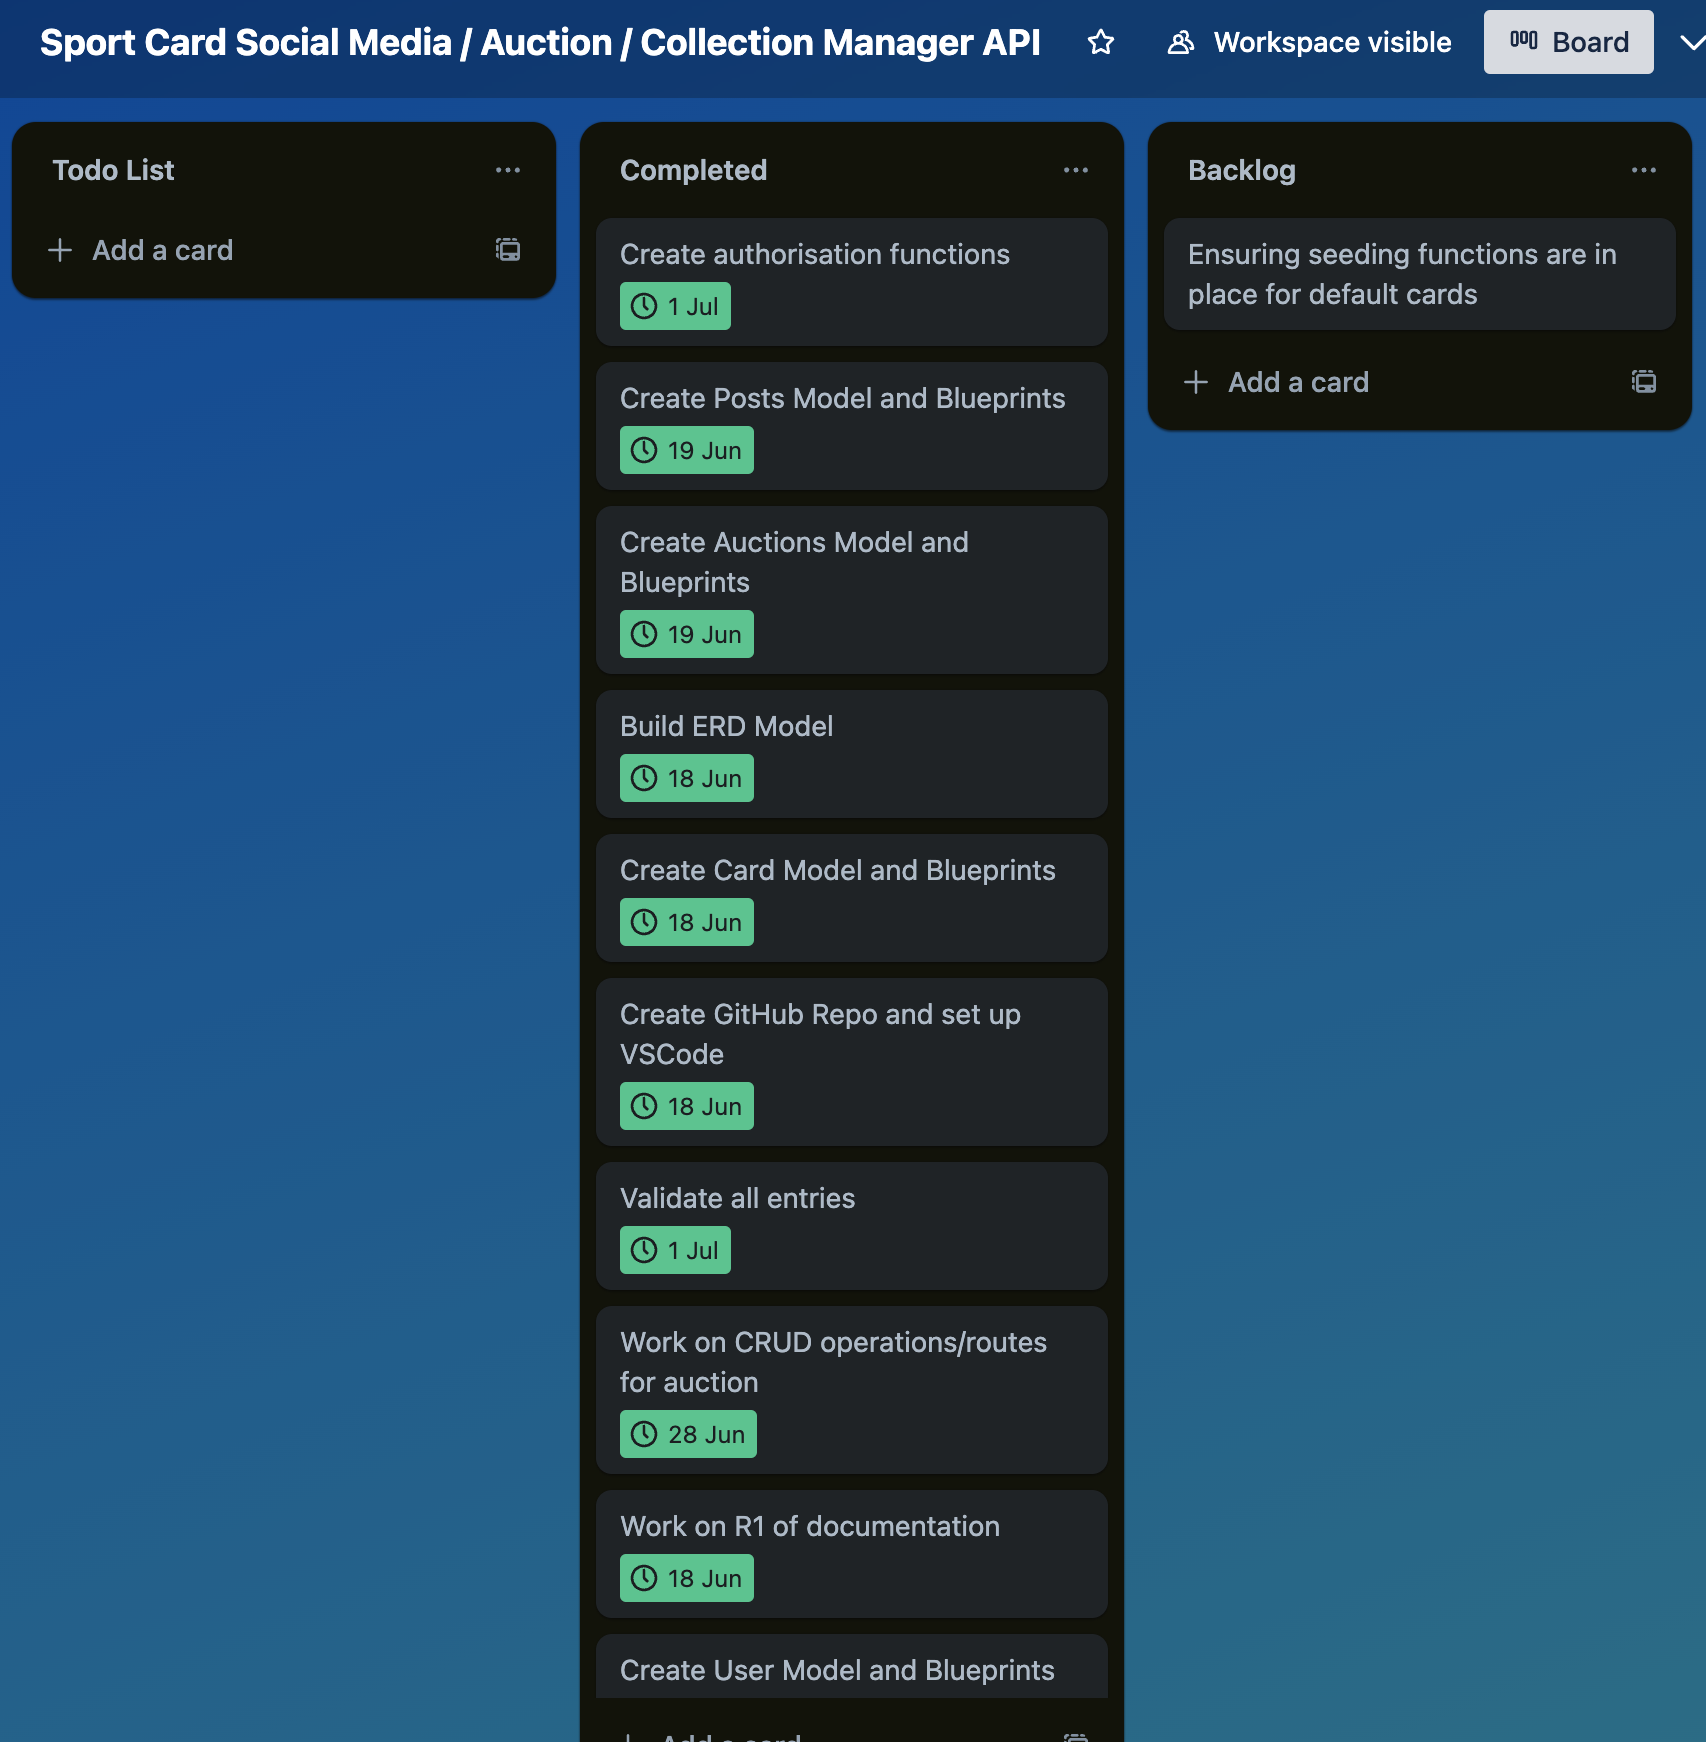 Sport Card Social Media / Auction / Collection Manager API
Workspace visible
Board
Todo List
Add a card
Completed
Create authorisation functions
1 Jul
Create Posts Model and Blueprints
19 Jun
Create Auctions Model and
Blueprints
19 Jun
Build ERD Model
18 Jun
Create Card Model and Blueprints
18 Jun
Create GitHub Repo and set up
VSCode
18 Jun
Validate all entries
1 Jul
Work on CRUD operations/routes
for auction
28 Jun
Work on R1 of documentation
18 Jun
Create User Model and Blueprints
Add a card
Backlog
Ensuring seeding functions are in
place for default cards
Add a card